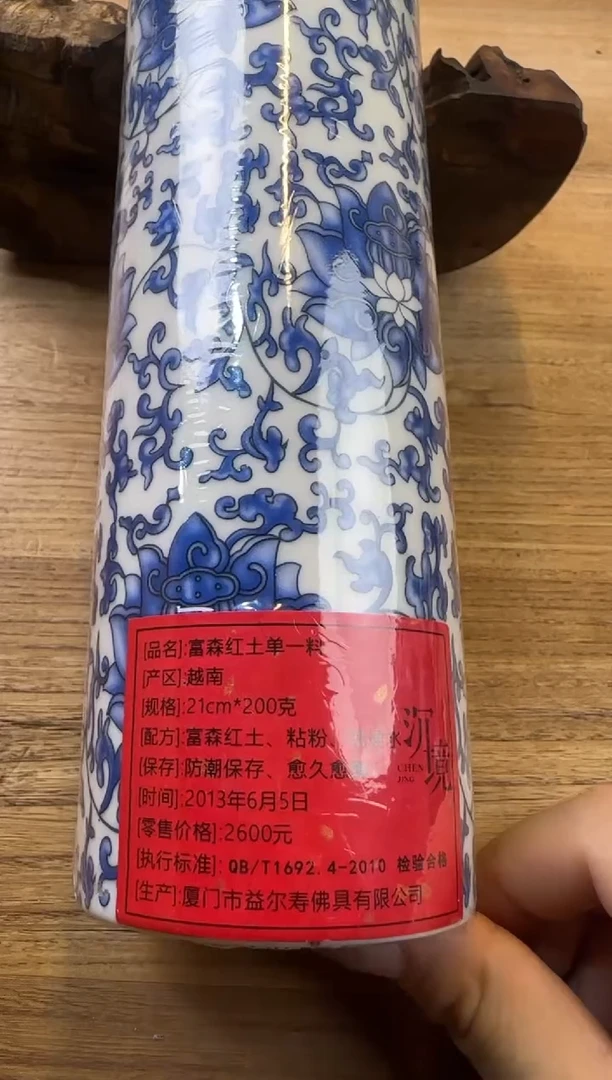 [品名]:富森红土单一料
[产区]:越南
[规格]:21cm*200克
[配方]:富森红土、粘粉、 水
[保存]:防潮保存、愈久愈
[时间]:2013年6月5日
[零售价格]:2600元
[执行标准]: QB/T1692.4-2010 检验合格
[生产]:厦门市益尔寿佛具有限公司
沉境
CHEN
JING